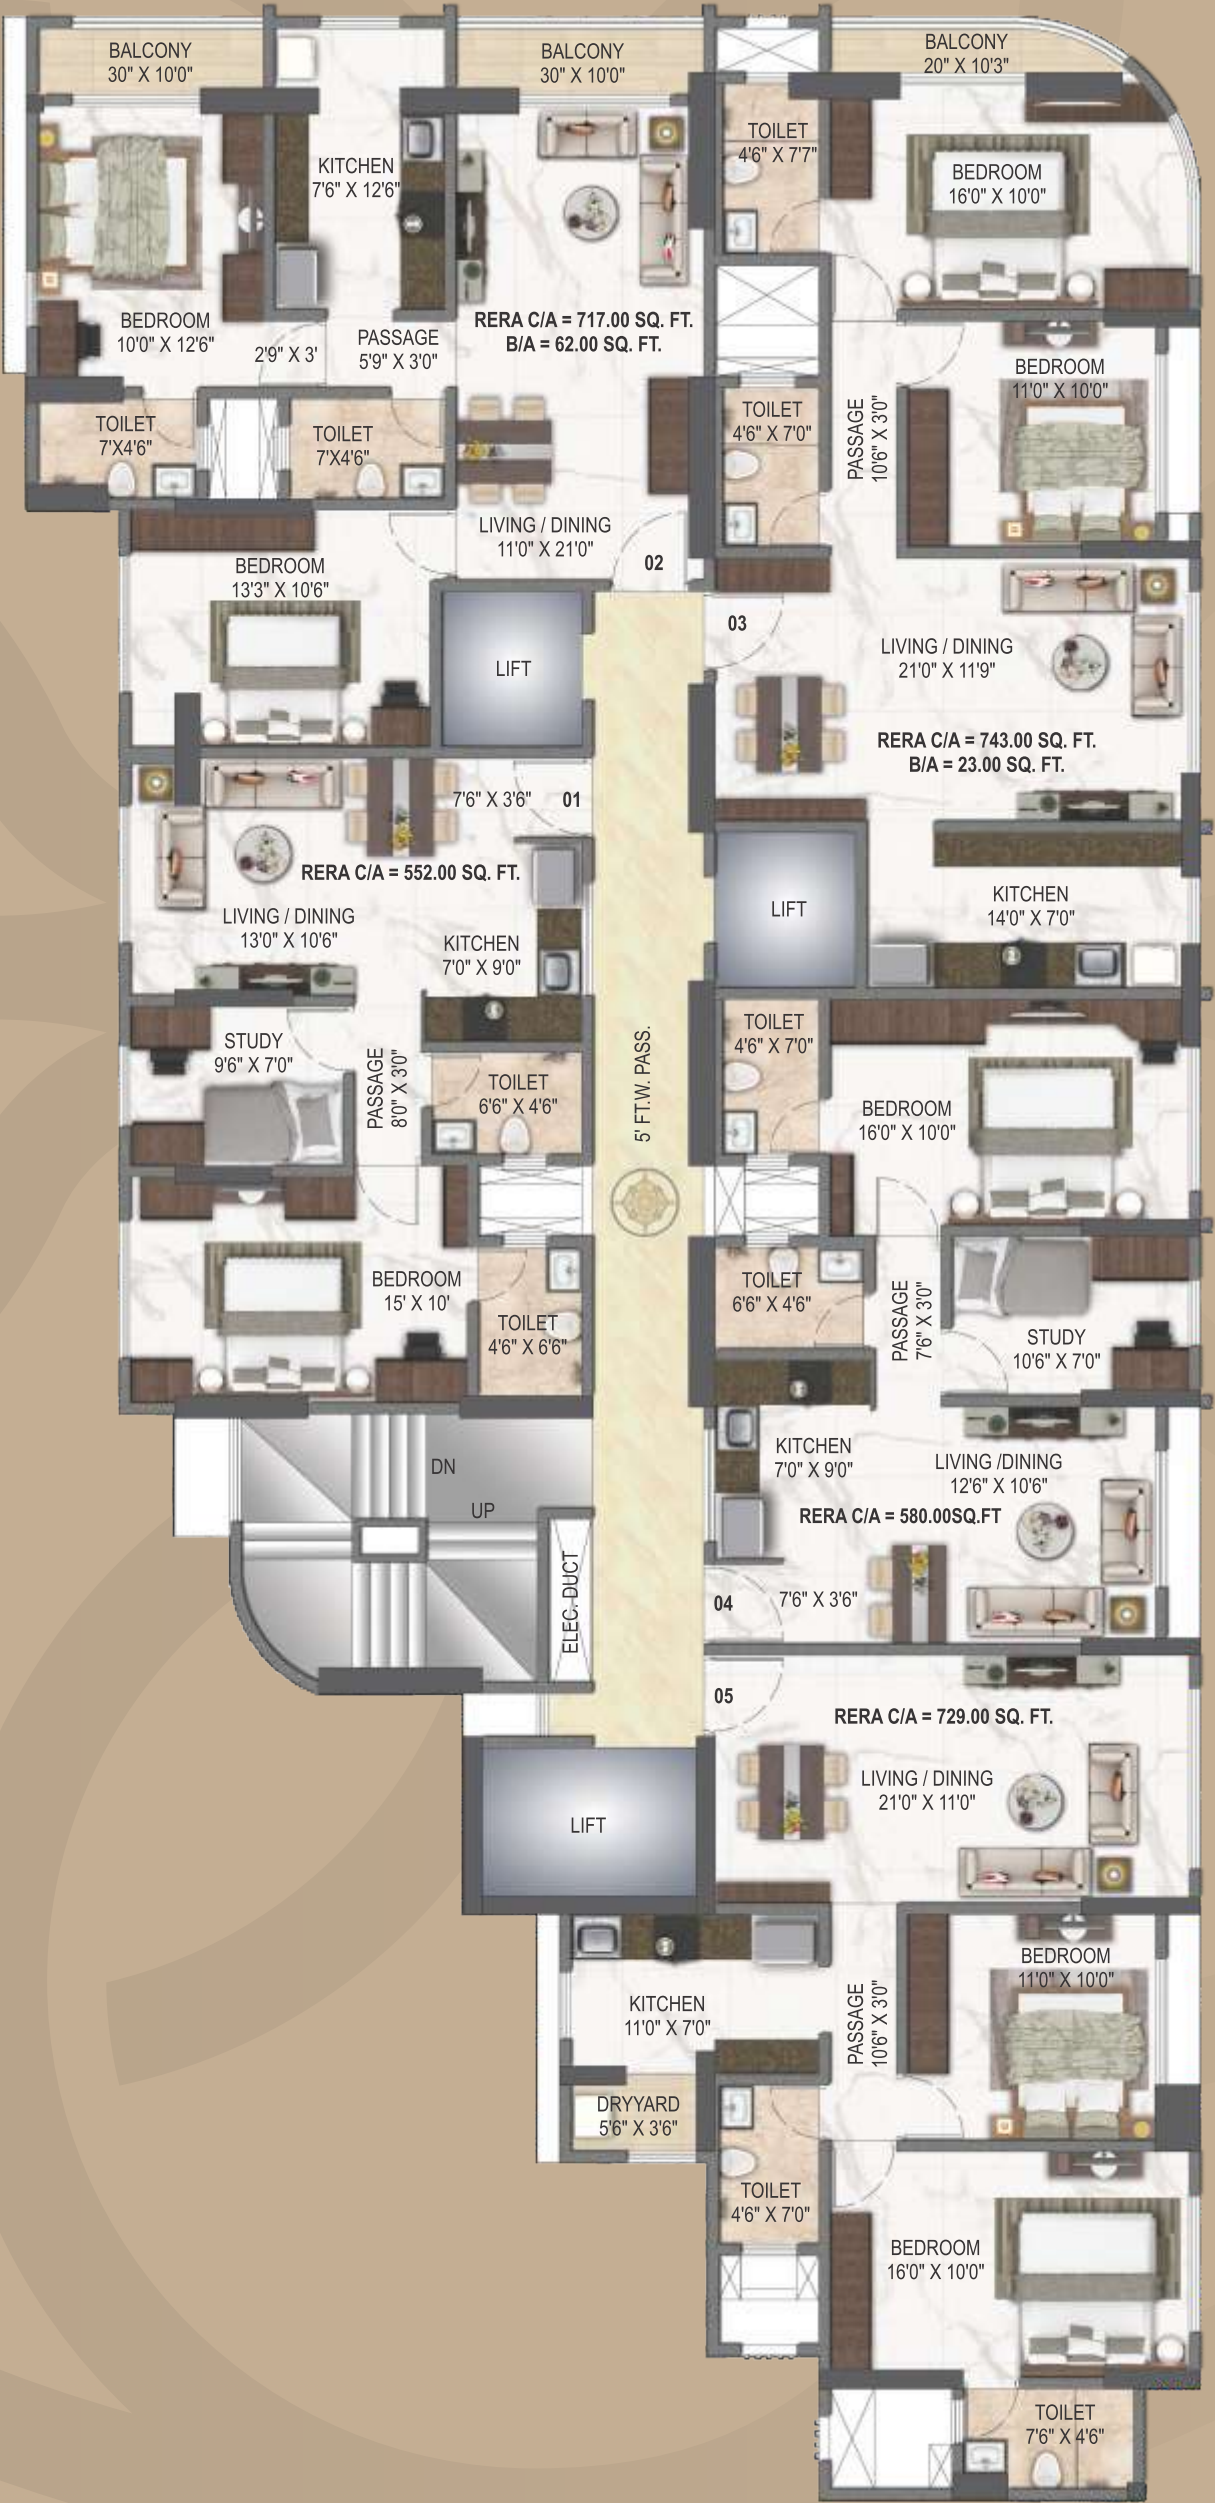 BALCONY
30" X 10'0"
BALCONY
30" X 10'0"
BALCONY
20" X 10'3"
TOILET
4'6" X 7'7"
KITCHEN
7'6" X 12'6"
BEDROOM
16'0" X 10'0"
BEDROOM
10'0" X 12'6"
2'9" X 3'
PASSAGE
5'9" X 3'0"
RERA C/A = 717.00 SQ. FT.
B/A = 62.00 SQ. FT.
BEDROOM
11'0" X 10'0"
TOILET
7'X4'6"
TOILET
7'X4'6"
TOILET
4'6" X 7'0"
PASSAGE
10'6" X 3'0"
LIVING / DINING
11'0" X 21'0"
02
BEDROOM
13'3" X 10'6"
LIFT
03
LIVING / DINING
21'0" X 11'9"
RERA C/A = 743.00 SQ. FT.
B/A = 23.00 SQ. FT.
7'6" X 3'6"
01
RERA C/A = 552.00 SQ. FT.
LIVING / DINING
13'0" X 10'6"
KITCHEN
7'0" X 9'0"
LIFT
KITCHEN
14'0" X 7'0"
STUDY
9'6" X 7'0"
PASSAGE
8'0" X 3'0"
TOILET
6'6" X 4'6"
5' FT.W. PASS.
TOILET
4'6" X 7'0"
BEDROOM
16'0" X 10'0"
BEDROOM
15' X 10'
TOILET
4'6" X 6'6"
TOILET
6'6" X 4'6"
PASSAGE
7'6" X 3'0"
STUDY
10'6" X 7'0"
DN
UP
ELEC. DUCT
KITCHEN
7'0" X 9'0"
LIVING /DINING
12'6" X 10'6"
RERA C/A = 580.00SQ.FT
04
7'6" X 3'6"
05
RERA C/A = 729.00 SQ. FT.
LIVING / DINING
21'0" X 11'0"
LIFT
KITCHEN
11'0" X 7'0"
PASSAGE
10'6" X 3'0"
BEDROOM
11'0" X 10'0"
DRYYARD
5'6" X 3'6"
TOILET
4'6" X 7'0"
BEDROOM
16'0" X 10'0"
TOILET
7'6" X 4'6"